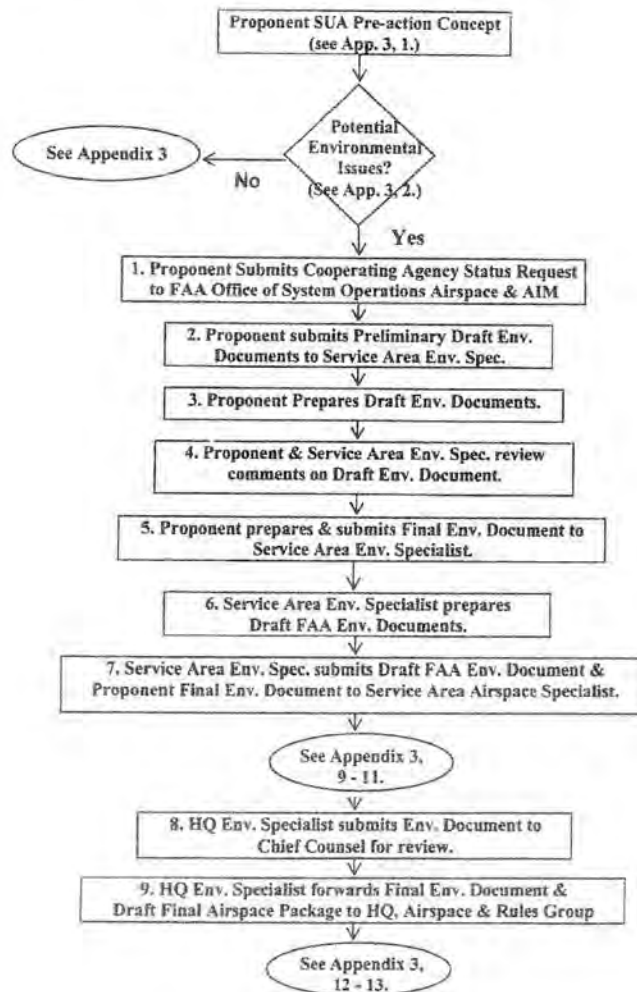 Proponent SUA Pre-action Concept
(see App. 3, 1.)
Potential
Environmental
Issues?
(See App. 3, 2.)
See Appendix 3
No
Yes
1. Proponent Submits Cooperating Agency Status Request
to FAA Office of System Operations Airspace & AIM
2. Proponent submits Preliminary Draft Env.
Documents to Service Area Env. Spec.
3. Proponent Prepares Draft Env. Documents.
4. Proponent & Service Area Env. Spec. review
comments on Draft Env. Document.
5. Proponent prepares & submits Final Env. Document to
Service Area Env. Specialist.
6. Service Area Env. Specialist prepares
Draft FAA Env. Documents.
7. Service Area Env. Spec. submits Draft FAA Env. Document &
Proponent Final Env. Document to Service Area Airspace Specialist.
See Appendix 3,
9 - 11.
8. HQ Env. Specialist submits Env. Document to
Chief Counsel for review.
9. HQ Env. Specialist forwards Final Env. Document &
Draft Final Airspace Package to HQ, Airspace & Rules Group
See Appendix 3,
12 - 13.